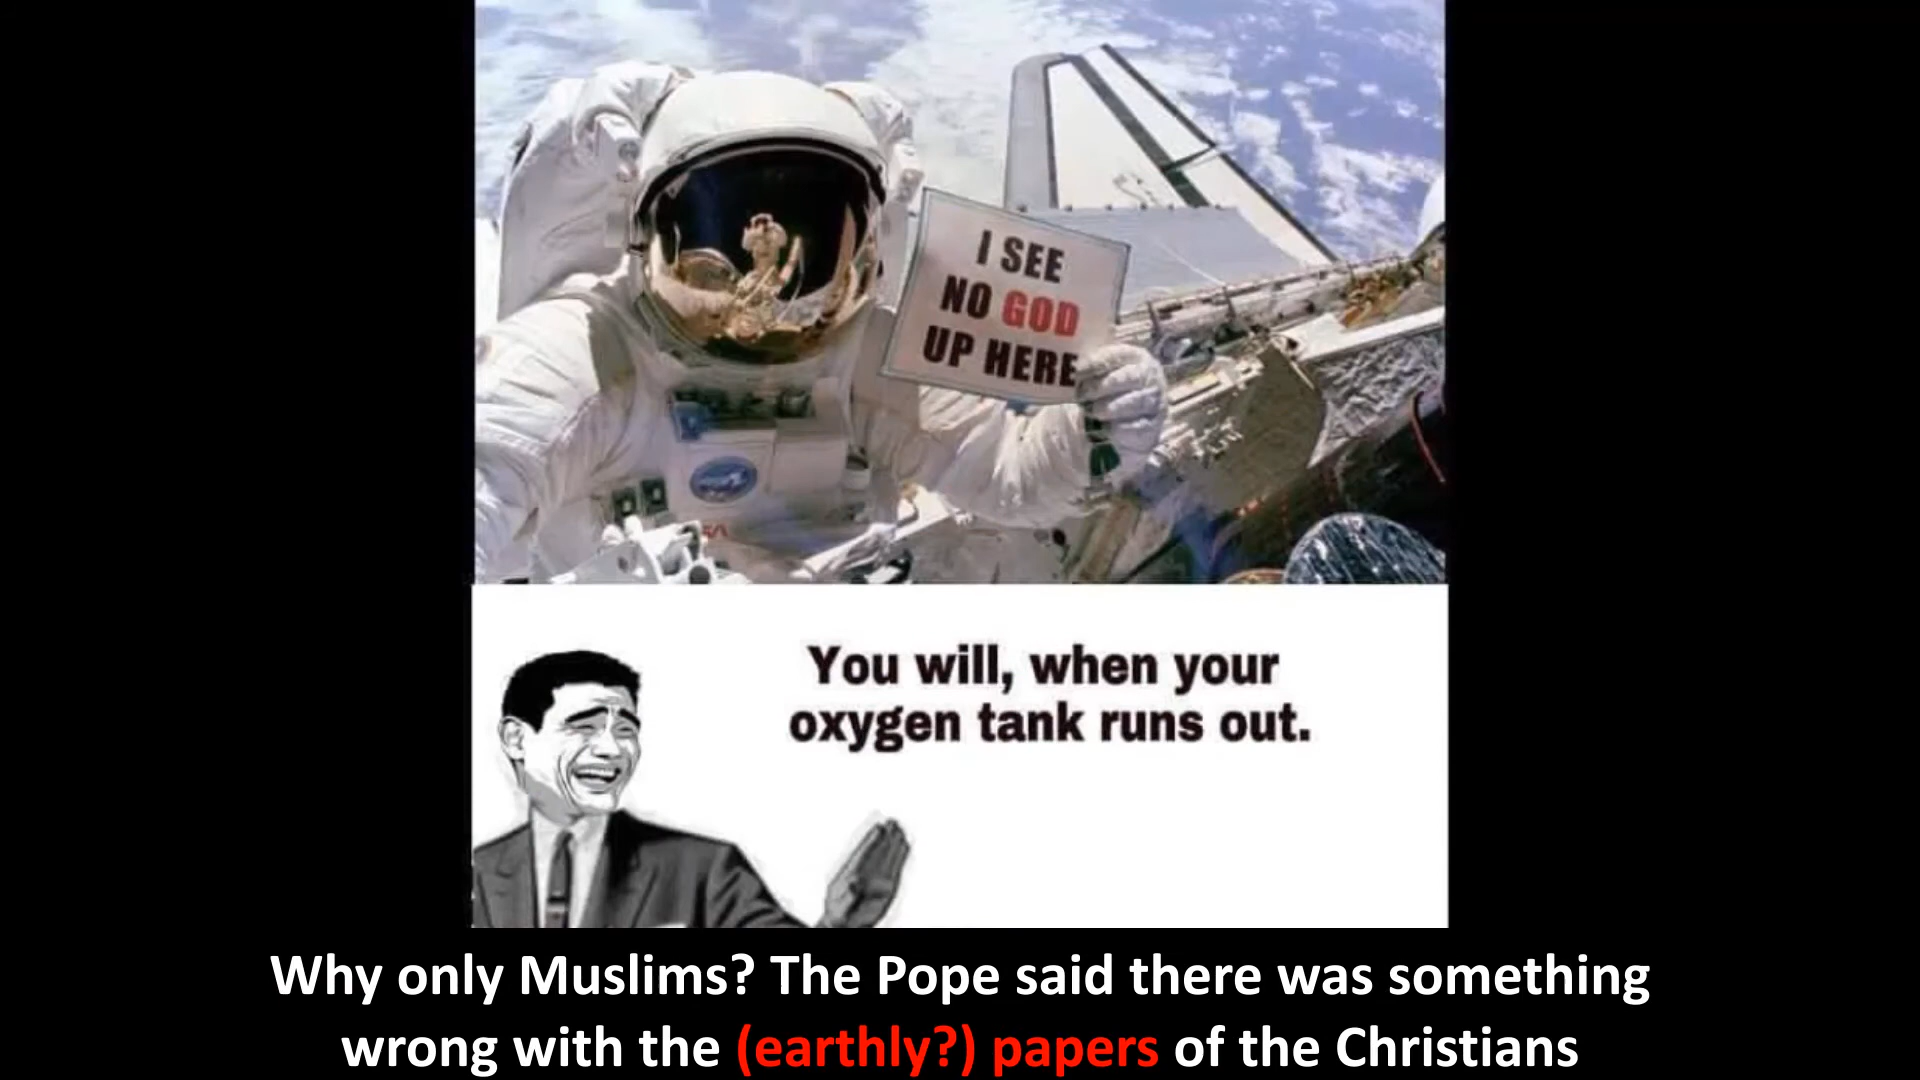 I SEE
NO GOD
UP HERE
You will, when your
oxygen tank runs out.
Why only Muslims? The Pope said there was something
wrong with the (earthly?) papers of the Christians